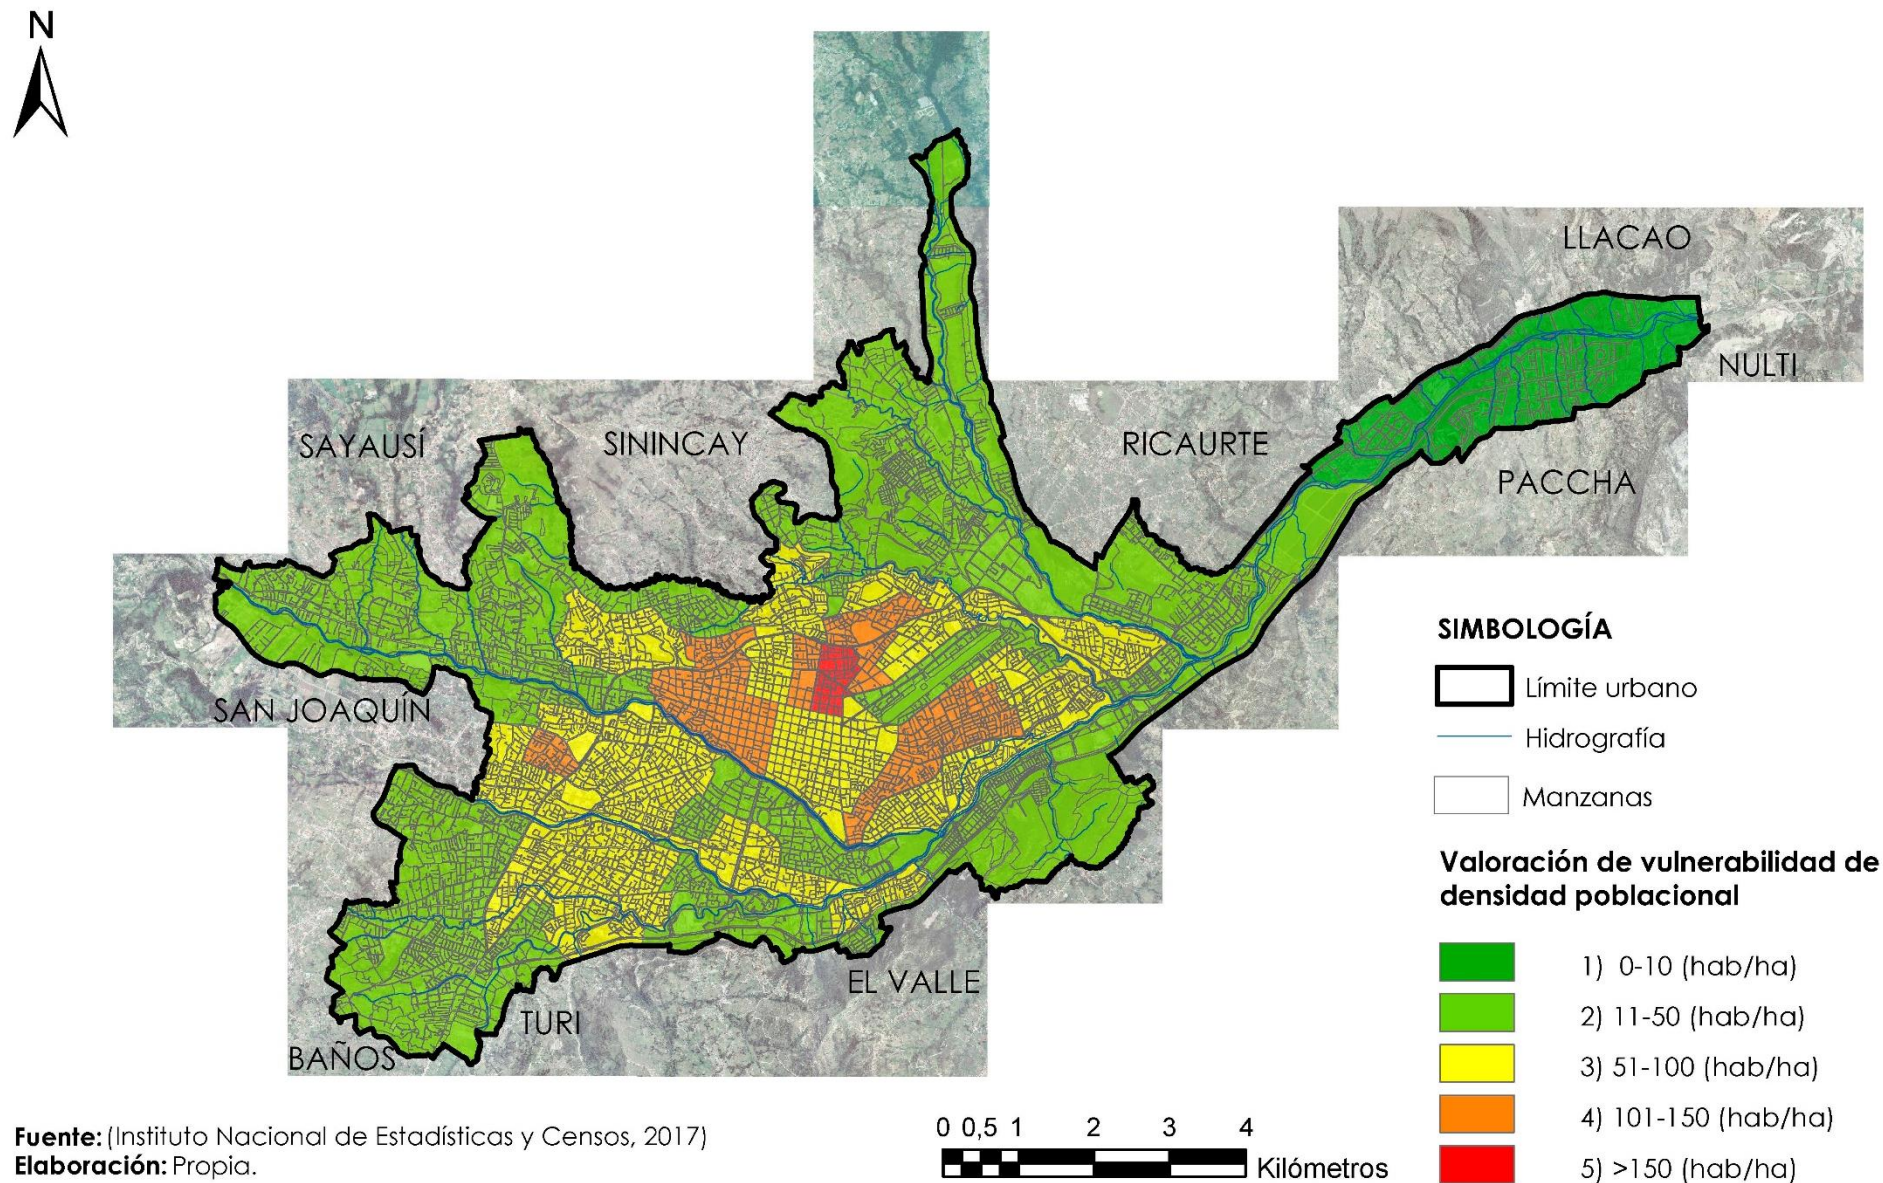 N
LLACAO
NULTI
SAYAUSÍ
SININCAY
RICAURTE
PACCHA
SAN JOAQUÍN
EL VALLE
TURI
BAÑOS
SIMBOLOGÍA
Límite urbano
Hidrografía
Manzanas
Valoración de vulnerabilidad de
densidad poblacional
1) 0-10 (hab/ha)
2) 11-50 (hab/ha)
3) 51-100 (hab/ha)
4) 101-150 (hab/ha)
5) >150 (hab/ha)
0 0,5 1 2 3 4
Kilómetros
Fuente: (Instituto Nacional de Estadísticas y Censos, 2017)
Elaboración: Propia.